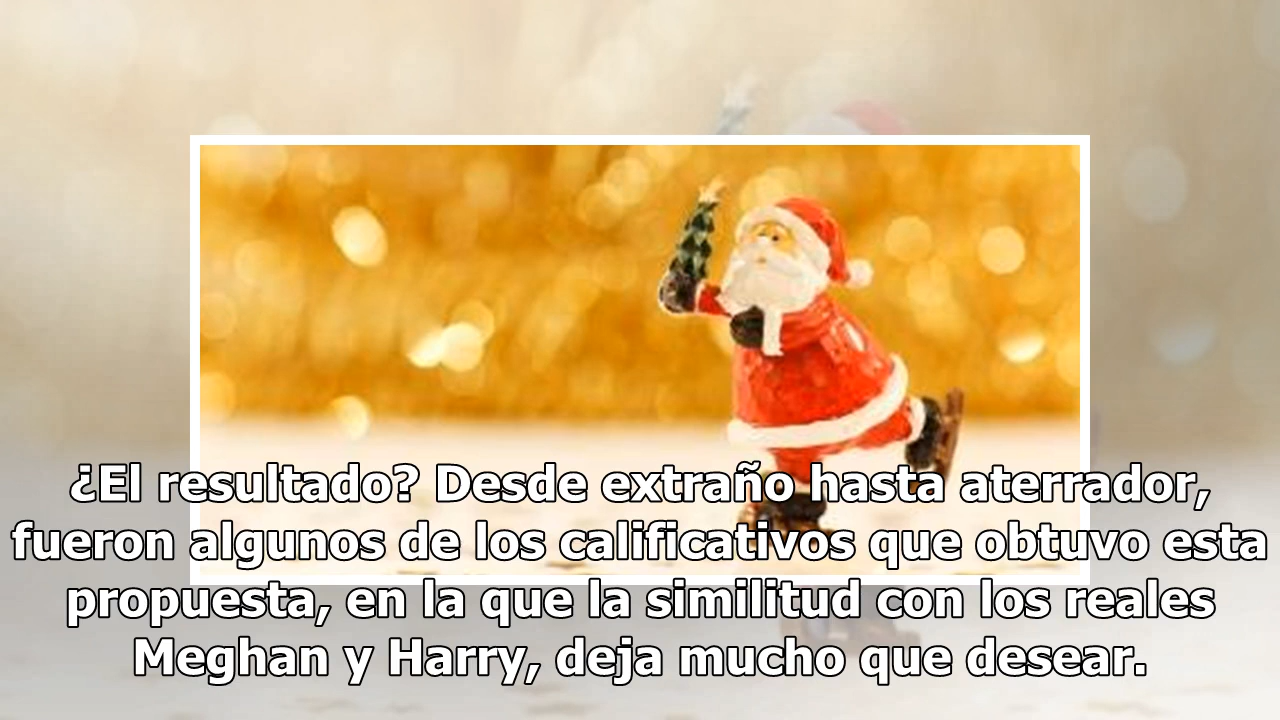 ¿El resultado? Desde extraño hasta aterrador,
fueron algunos de los calificativos que obtuvo esta
propuesta, en la que la similitud con los reales
Meghan y Harry, deja mucho que desear.